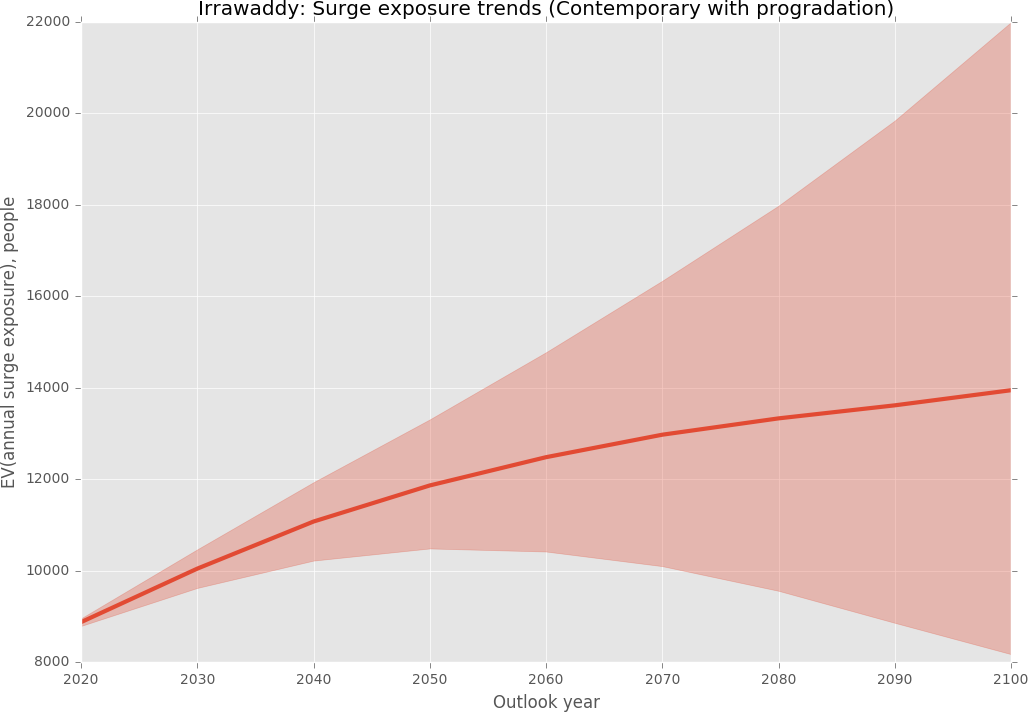 Irrawaddy: Surge exposure trends (Contemporary with progradation)
EV(annual surge exposure), people
22000
20000
18000
16000
14000
12000
10000
8000
2020 2030 2040 2050 2060 2070 2080 2090 2100
Outlook year